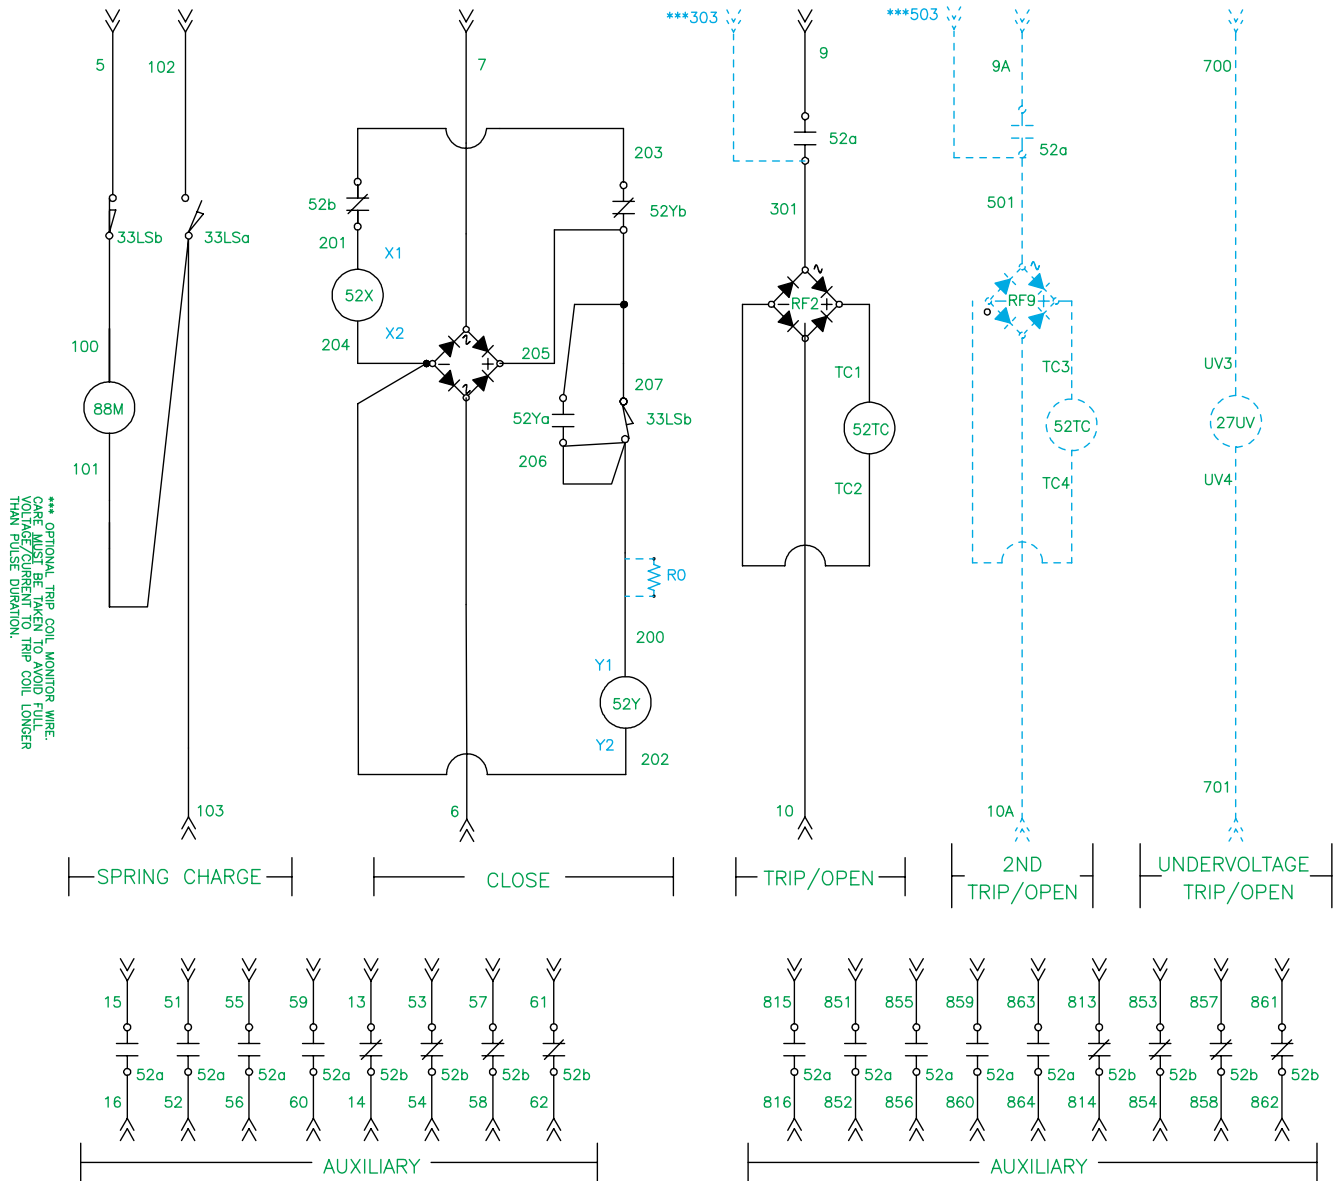 ***303
***503
5
102
7
9
9A
700
52a
52a
203
52b
52Yb
301
501
201
X1
33LSb
33LSa
52X
RF2
RF9
X2
204
205
100
TC1
TC3
UV3
207
88M
52Ya
33LSb
52TC
52TC
27UV
206
101
TC2
TC4
UV4
*** OPTIONAL TRIP COIL MONITOR WIRE.
CARE MUST BE TAKEN TO AVOID FULL
VOLTAGE/CURRENT TO TRIP COIL LONGER
THAN PULSE DURATION.
R0
200
Y1
52Y
Y2
202
103
6
10
10A
701
SPRING CHARGE
CLOSE
TRIP/OPEN
2ND
TRIP/OPEN
UNDERVOLTAGE
TRIP/OPEN
15 51 55 59 13 53 57 61
52a 52a 52a 52a 52b 52b 52b 52b
16 52 56 60 14 54 58 62
AUXILIARY
815 851 855 859 863 813 853 857 861
52a 52a 52a 52a 52a 52b 52b 52b 52b
816 852 856 860 864 814 854 858 862
AUXILIARY